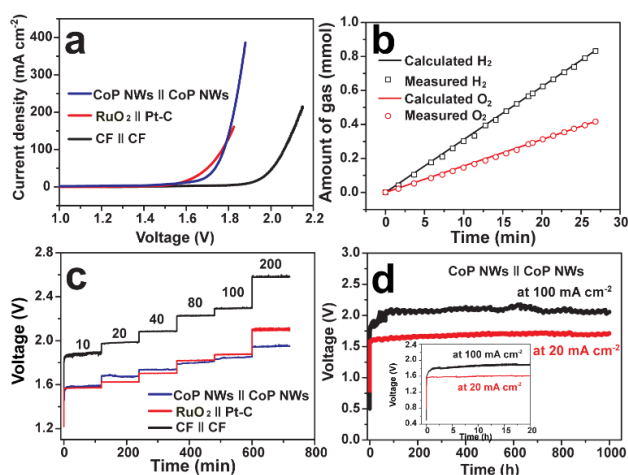 a
Current density (mA cm⁻²)
400
300
200
100
0
CoP NWs || CoP NWs
RuO₂ || Pt-C
CF || CF
1.0 1.2 1.4 1.6 1.8 2.0 2.2
Voltage (V)
b
Amount of gas (mmol)
0.9
0.6
0.3
0.0
Calculated H₂
Measured H₂
Calculated O₂
Measured O₂
0 5 10 15 20 25 30
Time (min)
c
Voltage (V)
2.8
2.4
2.0
1.6
1.2
10 20 40 80 100 200
CoP NWs || CoP NWs
RuO₂ || Pt-C
CF || CF
0 200 400 600 800
Time (min)
d
Voltage (V)
3.0
2.5
2.0
1.5
1.0
0.5
0.0
CoP NWs || CoP NWs
at 100 mA cm⁻²
at 20 mA cm⁻²
Voltage (V)
2.4
2.0
1.6
1.2
at 100 mA cm⁻²
at 20 mA cm⁻²
0 5 10 15 20
Time (h)
0 200 400 600 800 1000
Time (h)